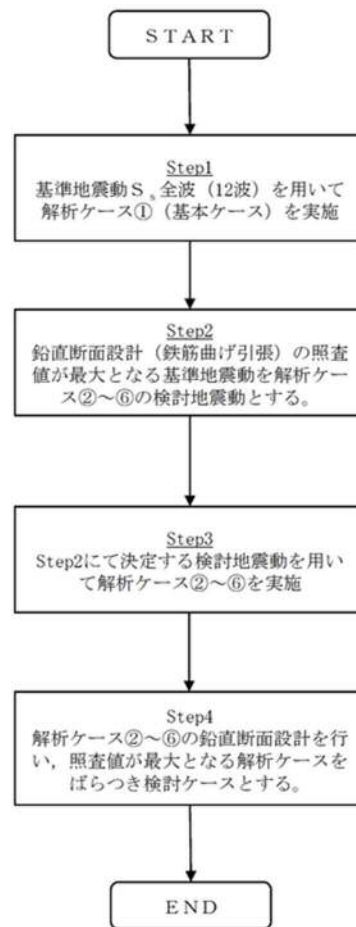 ＳＴＡＲＴ
Step1
基準地震動Ｓｓ全波（12波）を用いて
解析ケース①（基本ケース）を実施
Step2
鉛直断面設計（鉄筋曲げ引張）の照査
値が最大となる基準地震動を解析ケー
ス②～⑥の検討地震動とする。
Step3
Step2にて決定する検討地震動を用い
て解析ケース②～⑥を実施
Step4
解析ケース②～⑥の鉛直断面設計を行
い，照査値が最大となる解析ケースを
ばらつき検討ケースとする。
ＥＮＤ